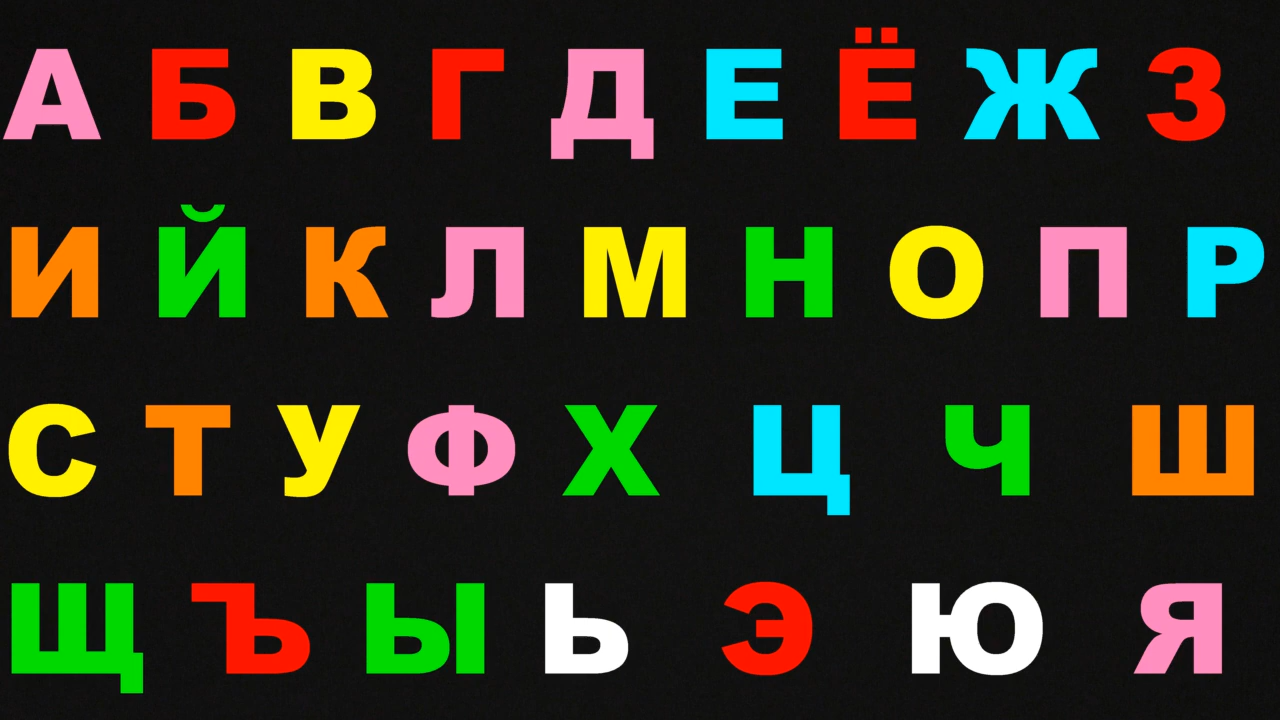 А Б В Г Д Е Ё Ж З
И Й К Л М Н О П Р
С Т У Ф Х Ц Ч Ш
Щ Ъ Ы Ь Э Ю Я